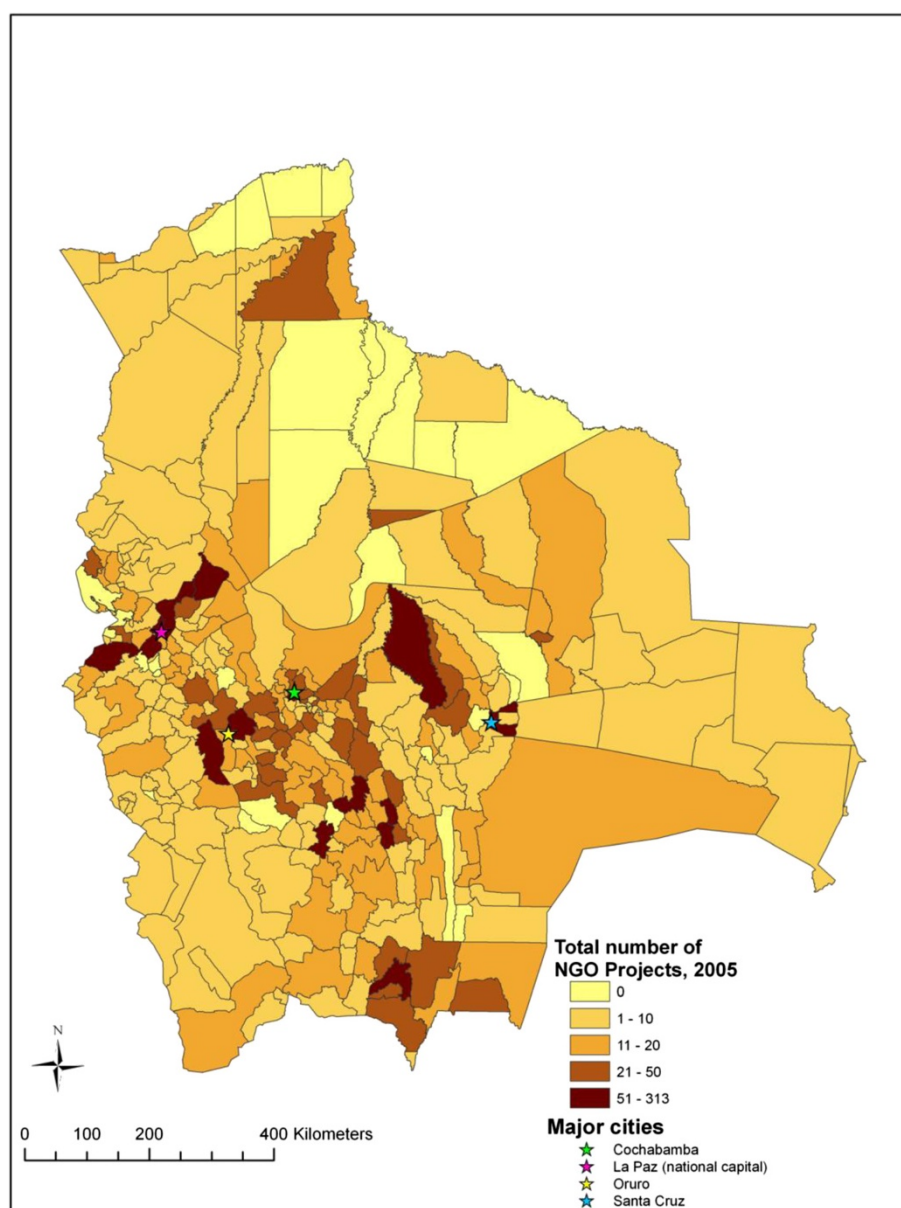 Total number of
NGO Projects, 2005
0
1 - 10
11 - 20
21 - 50
51 - 313
N
0 100 200 400 Kilometers
Major cities
Cochabamba
La Paz (national capital)
Oruro
Santa Cruz